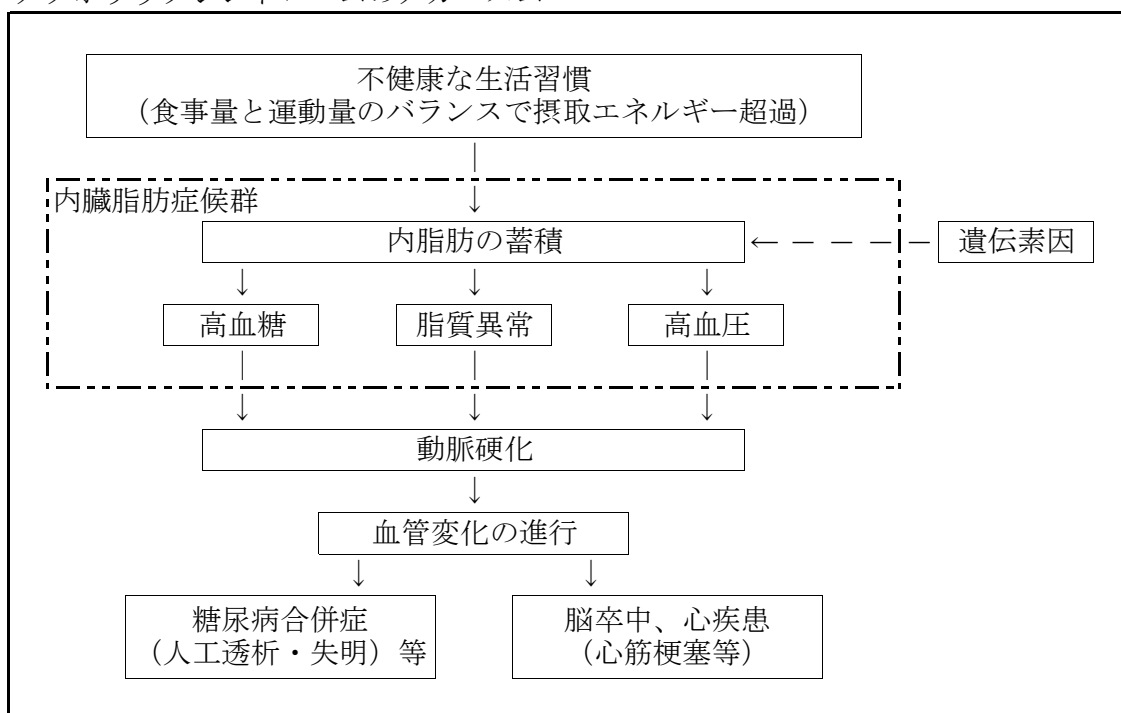 不健康な生活習慣
（食事量と運動量のバランスで摂取エネルギー超過）
内臓脂肪症候群
内脂肪の蓄積
遺伝素因
高血糖
脂質異常
高血圧
動脈硬化
血管変化の進行
糖尿病合併症
（人工透析・失明）等
脳卒中、心疾患
（心筋梗塞等）